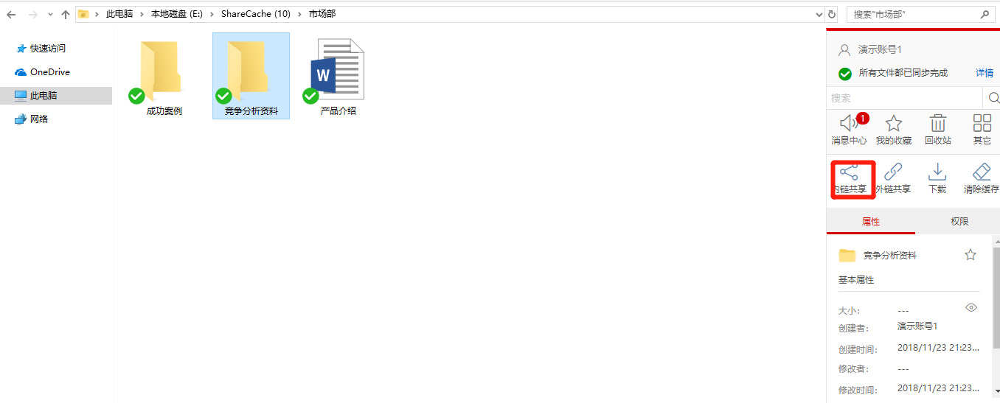 此电脑 › 本地磁盘 (E:) › ShareCache (10) › 市场部
搜索"市场部"
快速访问
OneDrive
此电脑
网络
成功案例
竞争分析资料
W
产品介绍
演示账号1
所有文件都已同步完成 详情
搜索
1
消息中心 我的收藏 回收站 其它
内链共享 外链共享 下载 清除缓存
属性 权限
竞争分析资料
基本属性
大小: ---
创建者: 演示账号1
创建时间: 2018/11/23 21:23...
修改者: ---
修改时间: 2018/11/23 21:23...